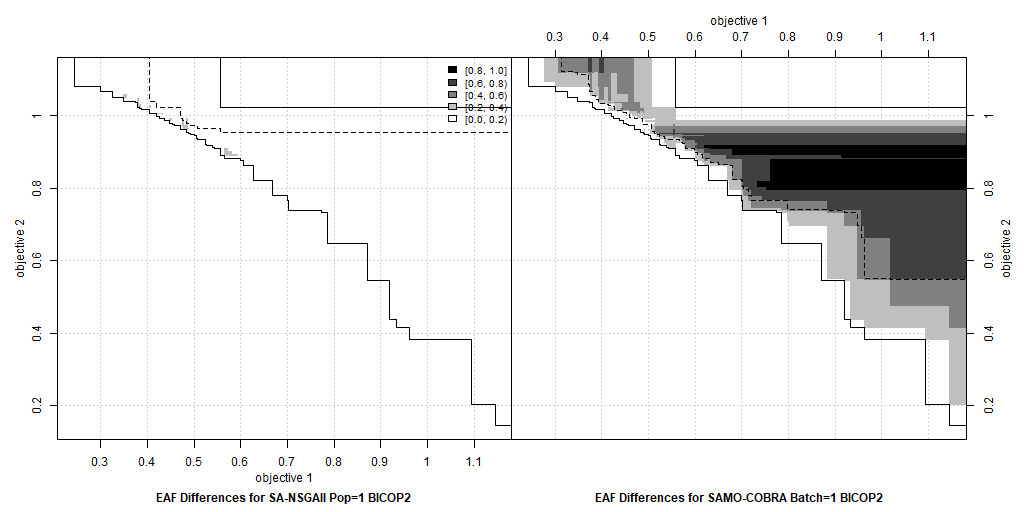 objective 1
0.3 0.4 0.5 0.6 0.7 0.8 0.9 1 1.1
[0.8, 1.0]
[0.6, 0.8)
[0.4, 0.6)
[0.2, 0.4)
[0.0, 0.2)
objective 2
0.2 0.4 0.6 0.8 1
0.2 0.4 0.6 0.8 1
objective 2
0.3 0.4 0.5 0.6 0.7 0.8 0.9 1 1.1
objective 1
EAF Differences for SA-NSGAII Pop=1 BICOP2
EAF Differences for SAMO-COBRA Batch=1 BICOP2